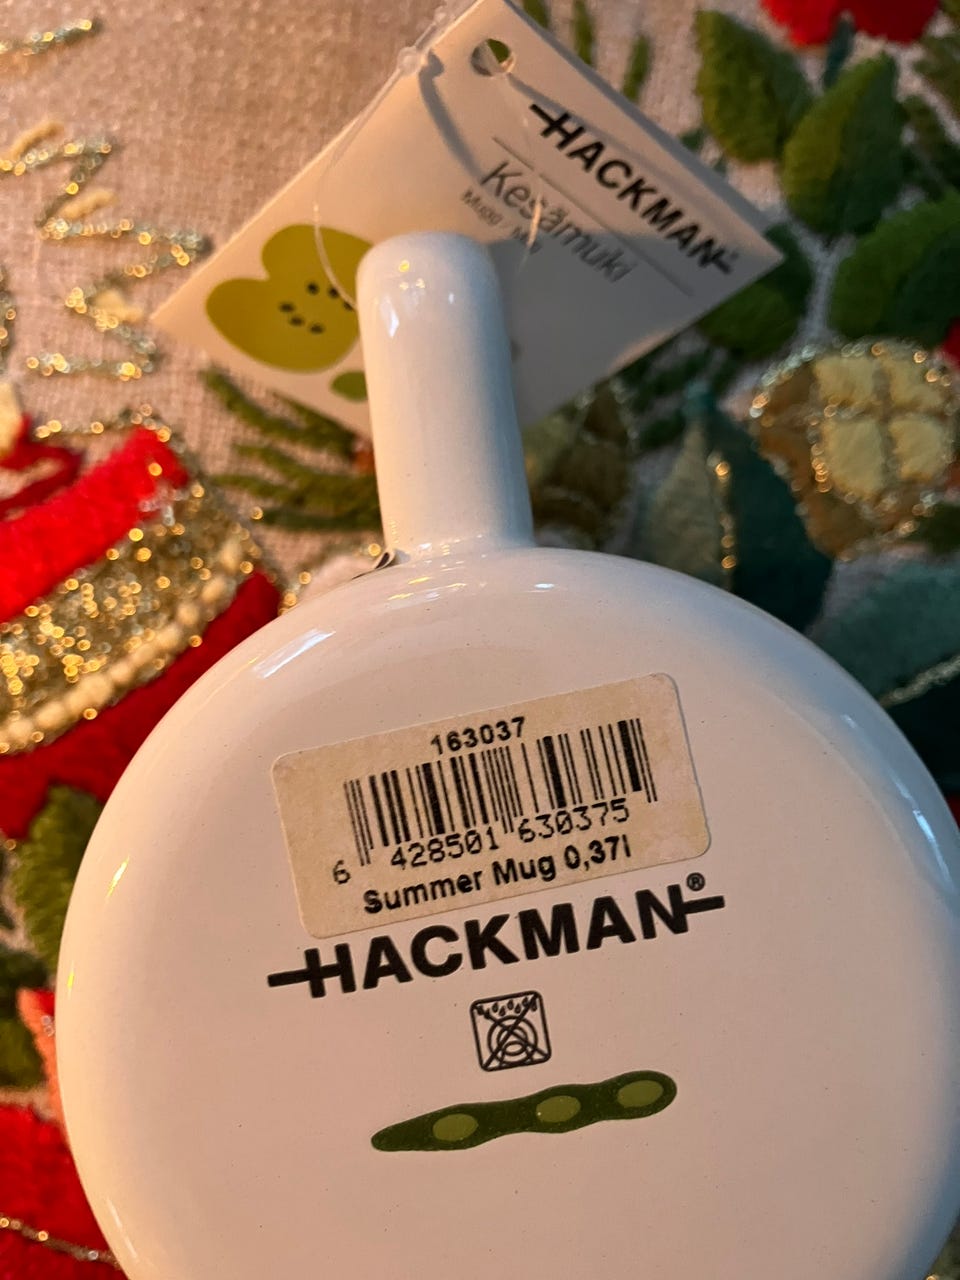 HACKMAN
Kesämuki
163037
6 428501 630375
Summer Mug 0,37l
HACKMAN®